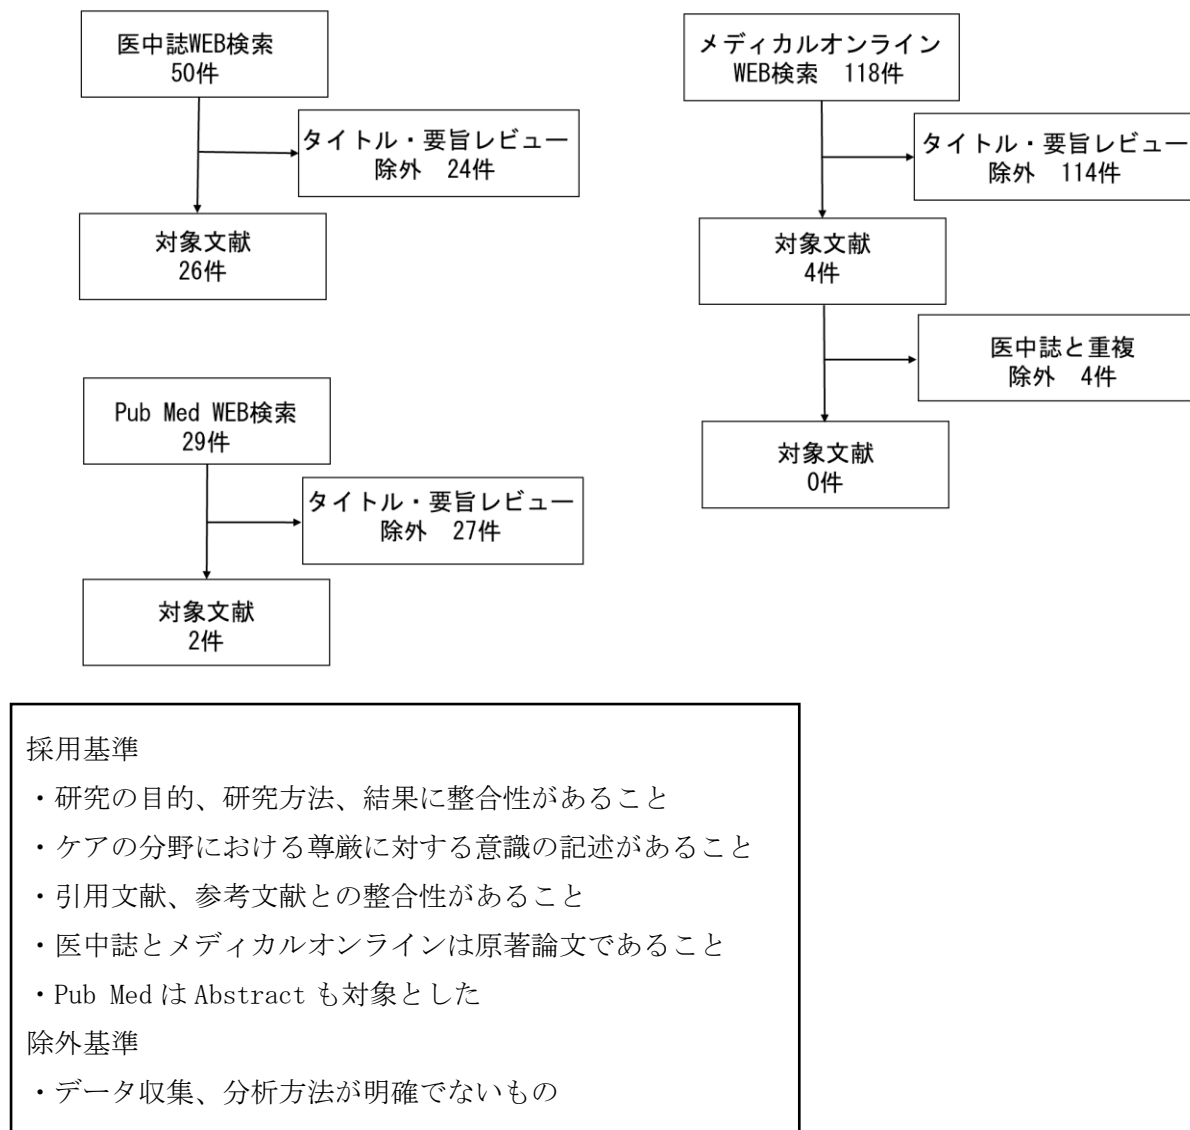 医中誌WEB検索
50件
タイトル・要旨レビュー
除外　24件
対象文献
26件
メディカルオンライン
WEB検索　118件
タイトル・要旨レビュー
除外　114件
対象文献
4件
医中誌と重複
除外　4件
対象文献
0件
Pub Med WEB検索
29件
タイトル・要旨レビュー
除外　27件
対象文献
2件
採用基準
・研究の目的、研究方法、結果に整合性があること
・ケアの分野における尊厳に対する意識の記述があること
・引用文献、参考文献との整合性があること
・医中誌とメディカルオンラインは原著論文であること
・Pub Med は Abstract も対象とした
除外基準
・データ収集、分析方法が明確でないもの